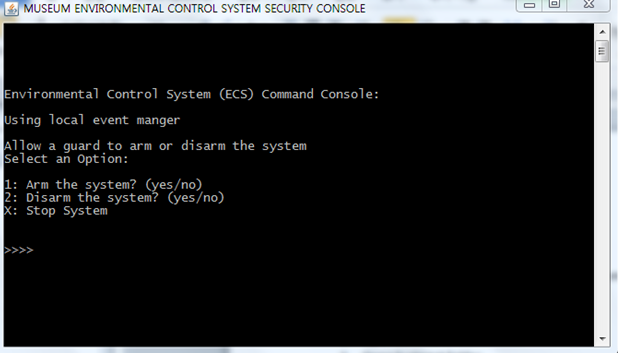 MUSEUM ENVIRONMENTAL CONTROL SYSTEM SECURITY CONSOLE
Environmental Control System (ECS) Command Console:
Using local event manger
Allow a guard to arm or disarm the system
Select an Option:
1: Arm the system? (yes/no)
2: Disarm the system? (yes/no)
X: Stop System
>>>>